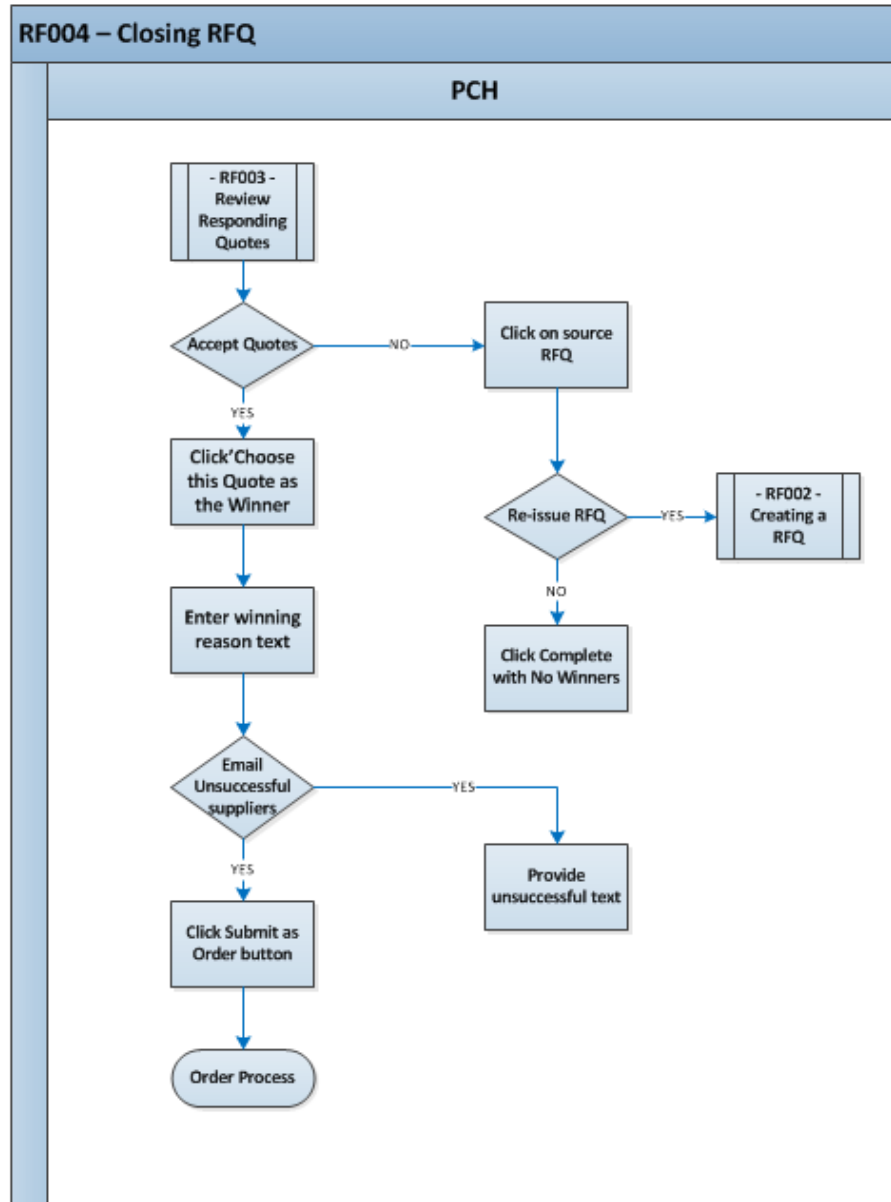 RF004 – Closing RFQ
PCH
- RF003 -
Review
Responding
Quotes
Accept Quotes
NO
Click on source
RFQ
YES
Click'Choose
this Quote as
the Winner
Re-issue RFQ
YES
- RF002 -
Creating a
RFQ
NO
Enter winning
reason text
Click Complete
with No Winners
Email
Unsuccessful
suppliers
YES
YES
Provide
unsuccessful text
Click Submit as
Order button
Order Process